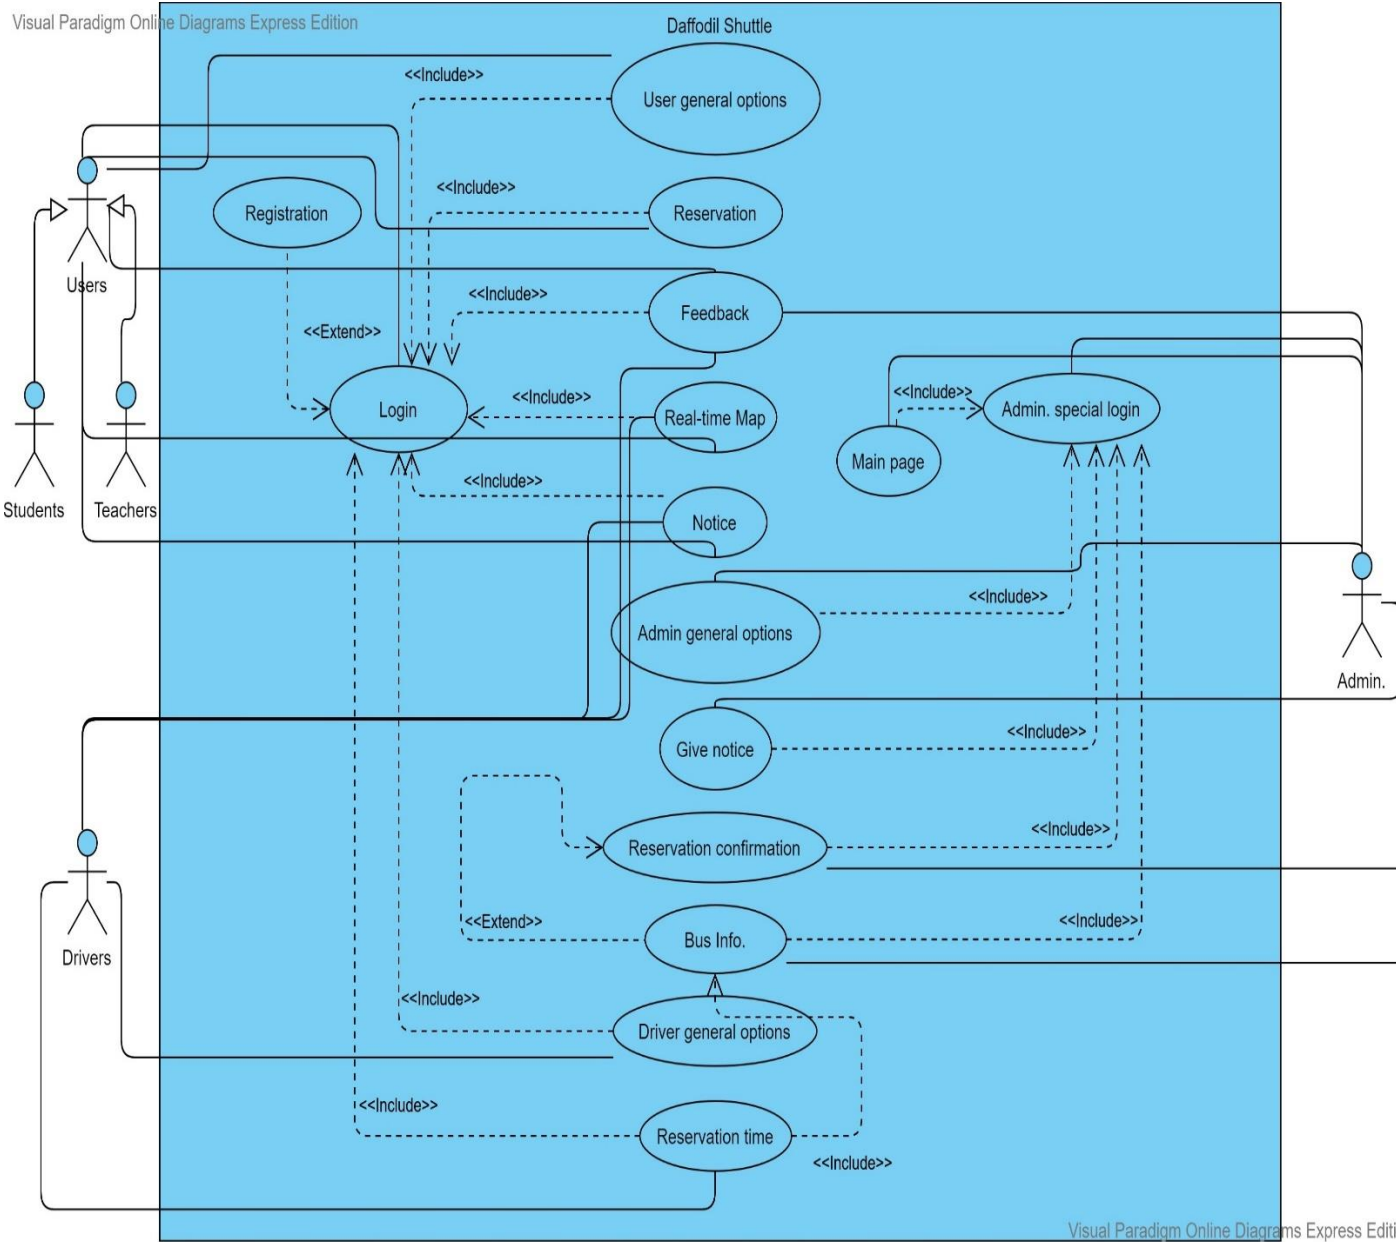 Visual Paradigm Online Diagrams Express Edition
Daffodil Shuttle
<<Include>>
User general options
<<Include>>
Registration
Reservation
Users
<<Include>>
Feedback
<<Extend>>
<<Include>>
<<Include>>
Login
Real-time Map
Admin. special login
Main page
<<Include>>
Students
Teachers
Notice
<<Include>>
Admin general options
Admin.
<<Include>>
Give notice
<<Include>>
Reservation confirmation
<<Extend>>
<<Include>>
Bus Info.
Drivers
<<Include>>
Driver general options
<<Include>>
Reservation time
<<Include>>
Visual Paradigm Online Diagrams Express Editi